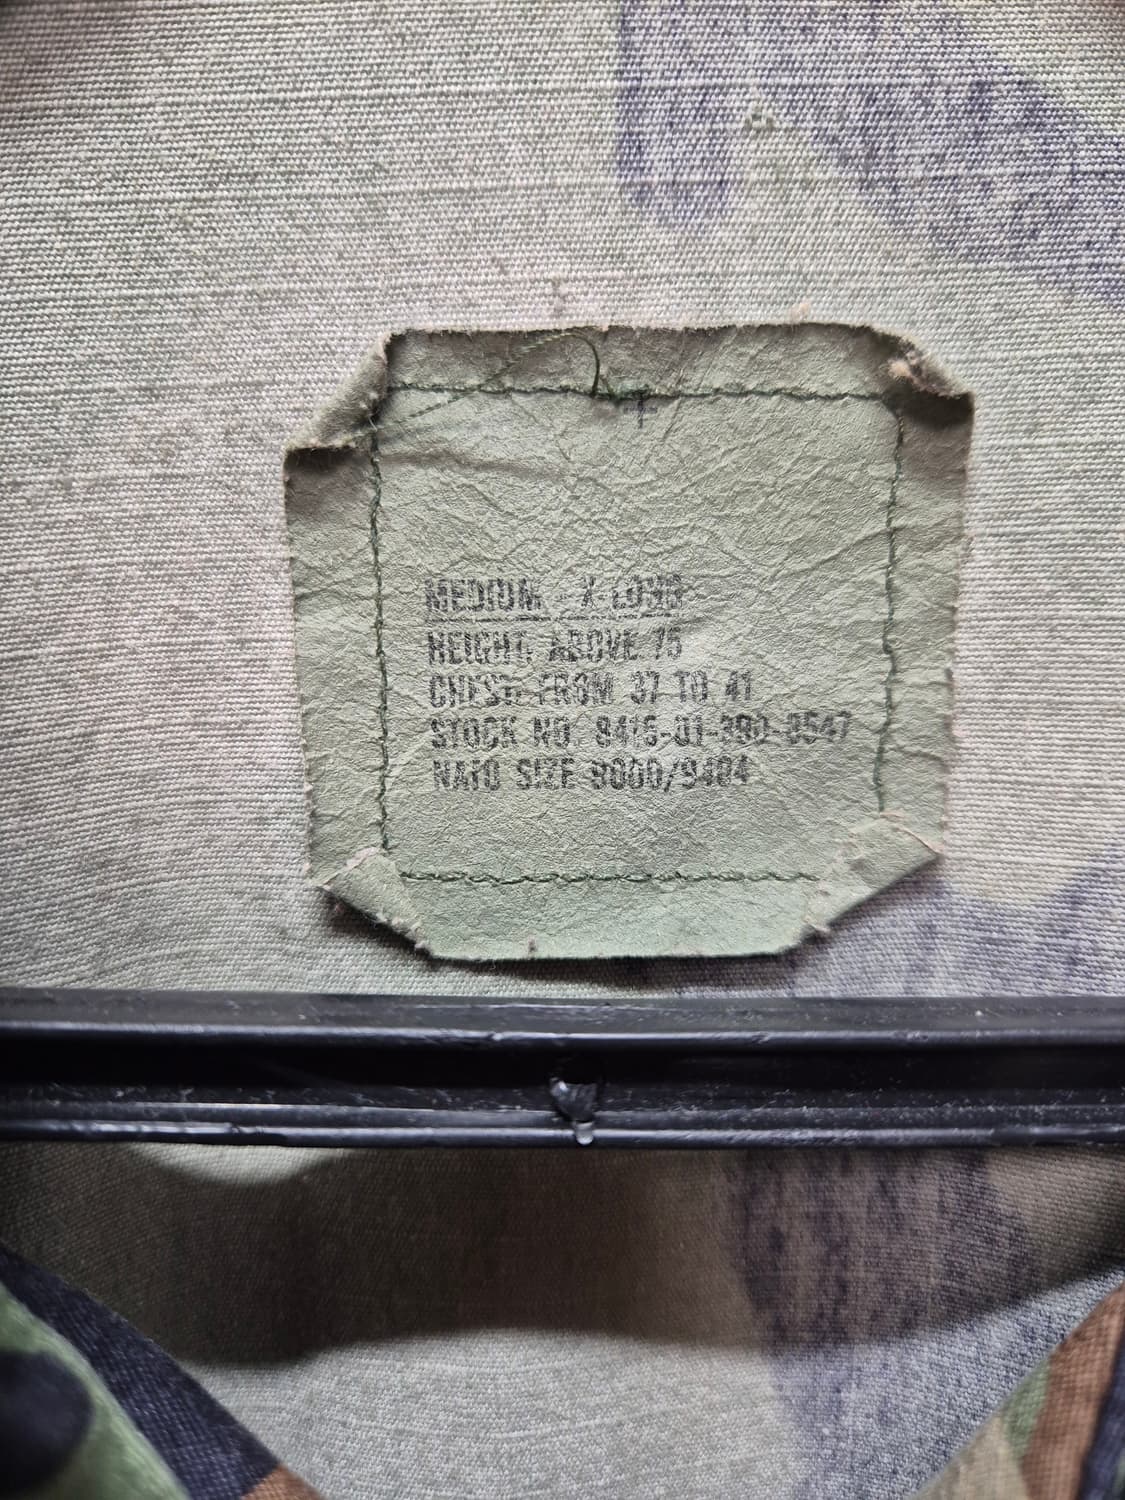 MEDIUM - X-LONG
HEIGHT: ABOVE 75
CHEST: FROM 37 TO 41
STOCK NO. 8415-01-390-8547
NATO SIZE 9000/9404